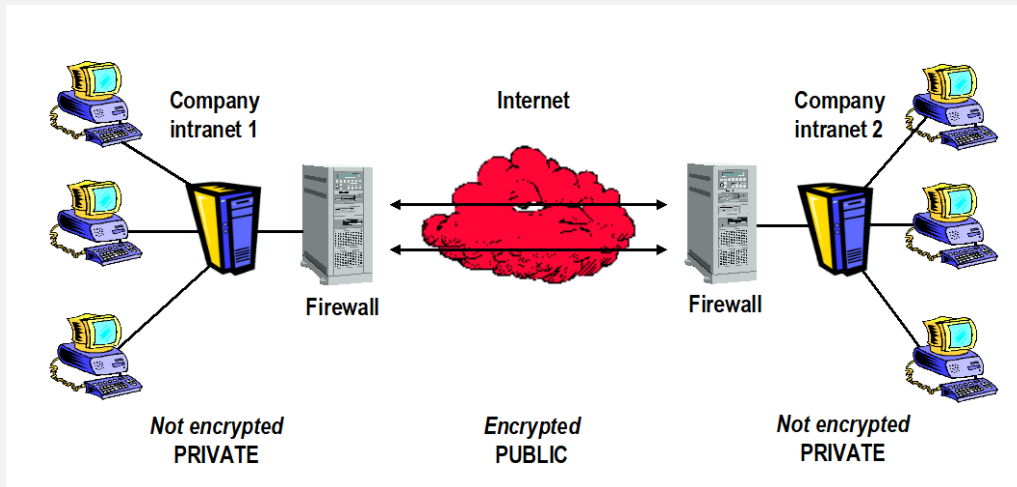 Company
intranet 1
Internet
Company
intranet 2
Firewall
Firewall
Not encrypted
PRIVATE
Encrypted
PUBLIC
Not encrypted
PRIVATE